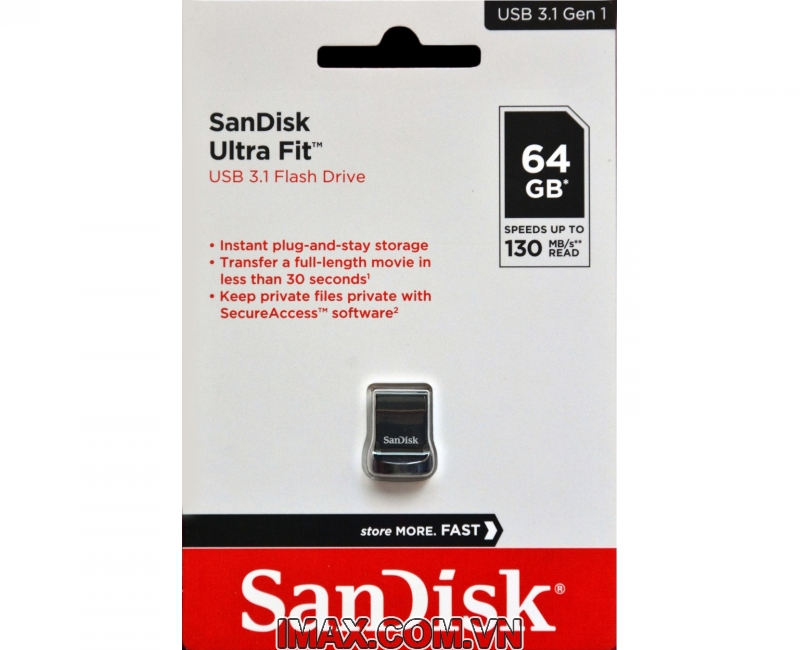 USB 3.1 Gen 1
SanDisk
Ultra Fit™
USB 3.1 Flash Drive
64
GB*
SPEEDS UP TO
130 MB/s**
READ
• Instant plug-and-stay storage
• Transfer a full-length movie in
less than 30 seconds¹
• Keep private files private with
SecureAccess™ software²
SanDisk
store MORE. FAST
SanDisk®
IMAX.COM.VN